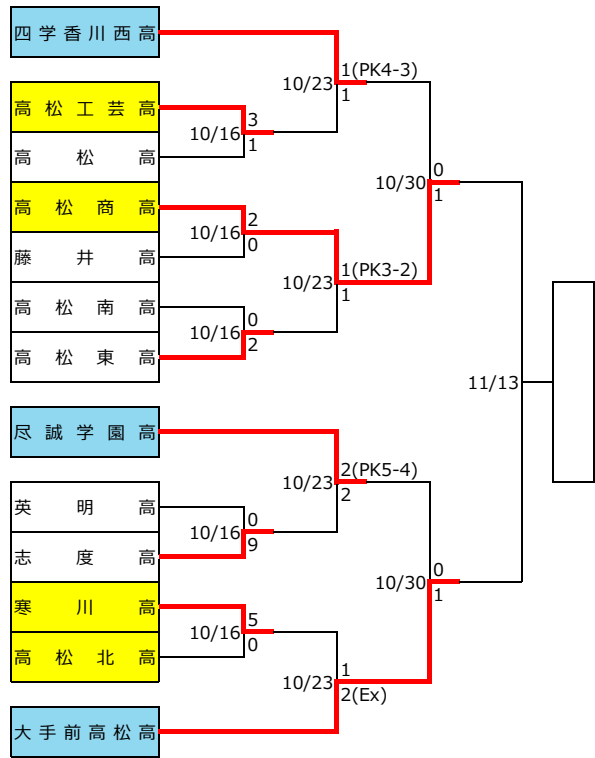 四学香川西高
高松工芸高
高松高
高松商高
藤井高
高松南高
高松東高
尽誠学園高
英明高
志度高
寒川高
高松北高
大手前高松高
10/16
3
1
10/16
2
0
10/16
0
2
10/16
0
9
10/16
5
0
10/23
1(PK4-3)
1
10/23
1(PK3-2)
1
10/23
2(PK5-4)
2
10/23
1
2(Ex)
10/30
0
1
10/30
0
1
11/13